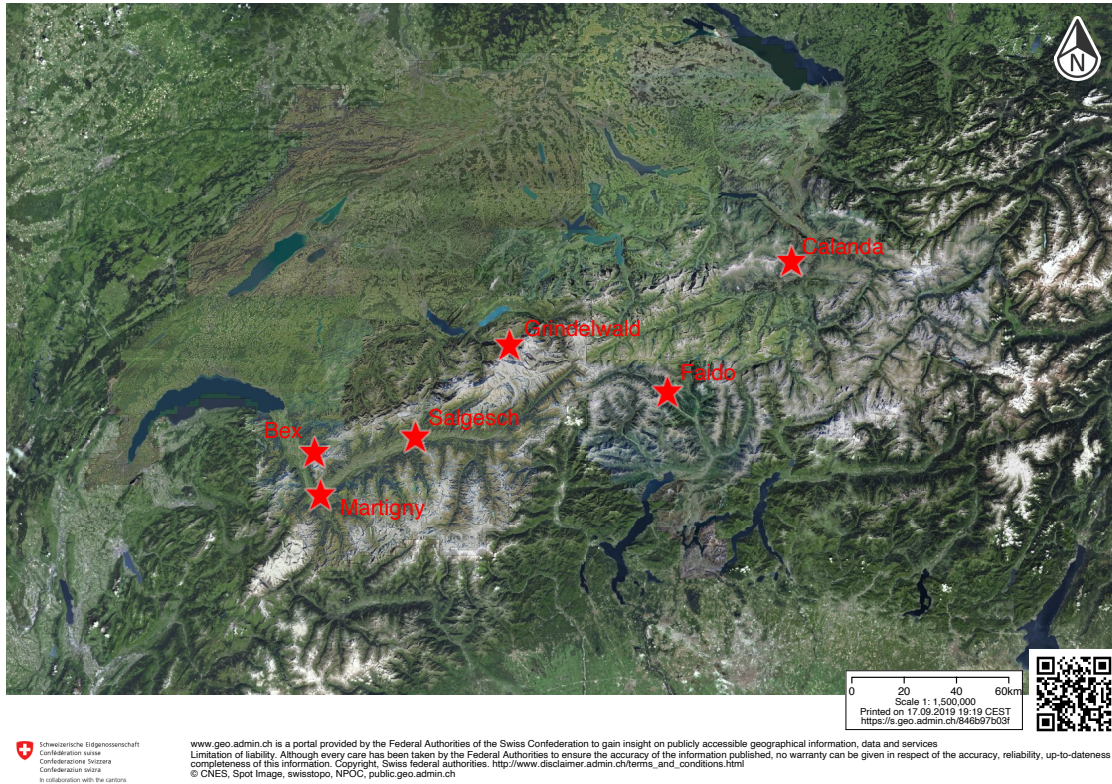 N
Calanda
Grindelwald
Faido
Salgesch
Bex
Martigny
0 20 40 60km
Scale 1: 1,500,000
Printed on 17.09.2019 19:19 CEST
https://s.geo.admin.ch/846b97b03f
Schweizerische Eidgenossenschaft
Confédération suisse
Confederazione Svizzera
Confederaziun svizra
In collaboration with the cantons
www.geo.admin.ch is a portal provided by the Federal Authorities of the Swiss Confederation to gain insight on publicly accessible geographical information, data and services
Limitation of liability. Although every care has been taken by the Federal Authorities to ensure the accuracy of the information published, no warranty can be given in respect of the accuracy, reliability, up-to-dateness
completeness of this information. Copyright, Swiss federal authorities. http://www.disclaimer.admin.ch/terms_and_conditions.html
© CNES, Spot Image, swisstopo, NPOC, public.geo.admin.ch